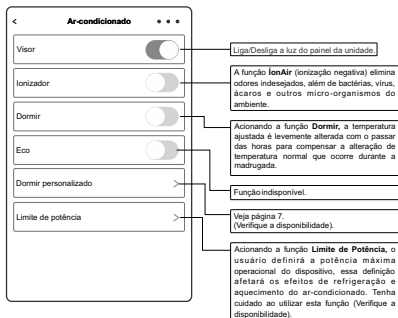 <
Ar-condicionado
Visor
Ionizador
Dormir
Eco
Dormir personalizado
>
Limite de potência
>
Liga/Desliga a luz do painel da unidade.
A função ÍonAir (ionização negativa) elimina
odores indesejados, além de bactérias, vírus,
ácaros e outros micro-organismos do
ambiente.
Acionando a função Dormir, a temperatura
ajustada é levemente alterada com o passar
das horas para compensar a alteração de
temperatura normal que ocorre durante a
madrugada.
Função indisponível.
Veja página 7.
(Verifique a disponibilidade).
Acionando a função Limite de Potência, o
usuário definirá a potência máxima
operacional do dispositivo, essa definição
afetará os efeitos de refrigeração e
aquecimento do ar-condicionado. Tenha
cuidado ao utilizar esta função (Verifique a
disponibilidade).